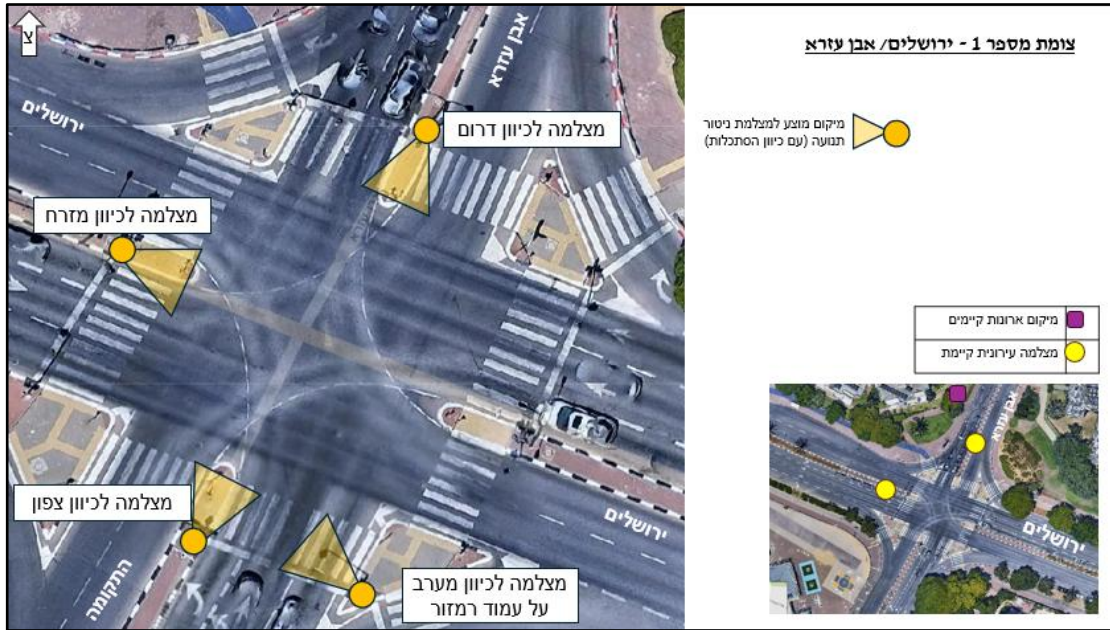 צומת מספר 1 - ירושלים/ אבן עזרא
צ
אבן עזרא
ירושלים
מצלמה לכיוון דרום
מצלמה לכיוון מזרח
מצלמה לכיוון צפון
מצלמה לכיוון מערב
על עמוד רמזור
ירושלים
התקומה
מיקום מוצע למצלמת ניטור
תנועה (עם כיוון הסתכלות)
מיקום ארונות קיימים
מצלמה עירונית קיימת
אבן עזרא
ירושלים